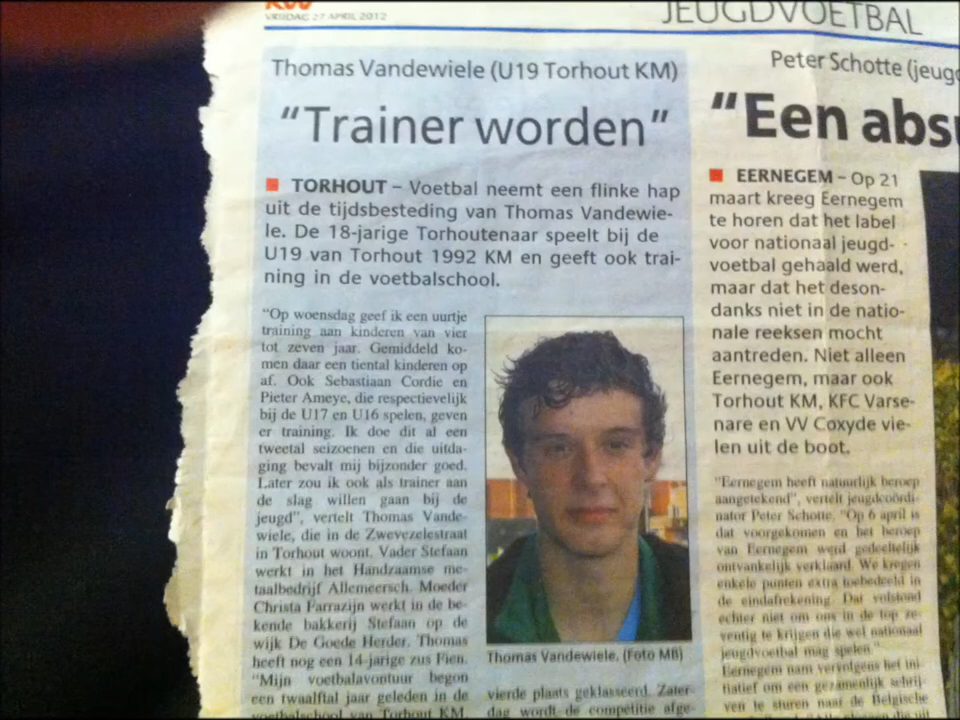 KW
VRIJDAG 27 APRIL 2012
JEUGDVOETBAL
Thomas Vandewiele (U19 Torhout KM)
“Trainer worden”
TORHOUT – Voetbal neemt een flinke hap
uit de tijdsbesteding van Thomas Vandewie-
le. De 18-jarige Torhoutenaar speelt bij de
U19 van Torhout 1992 KM en geeft ook trai-
ning in de voetbalschool.
“Op woensdag geef ik een uurtje
training aan kinderen van vier
tot zeven jaar. Gemiddeld ko-
men daar een tiental kinderen op
af. Ook Sebastiaan Cordie en
Pieter Ameye, die respectievelijk
bij de U17 en U16 spelen, geven
er training. Ik doe dit al een
tweetal seizoenen en die uitda-
ging bevalt mij bijzonder goed.
Later zou ik ook als trainer aan
de slag willen gaan bij de
jeugd”, vertelt Thomas Vande-
wiele, die in de Zwevezelestraat
in Torhout woont. Vader Stefaan
werkt in het Handzaamse me-
taalbedrijf Allemeersch. Moeder
Christa Parrazijn werkt in de be-
kende bakkerij Stefaan op de
wijk De Goede Herder. Thomas
heeft nog een 14-jarige zus Fien.
“Mijn voetbalavontuur begon
een twaalftal jaar geleden in de
voetbalschool van Torhout KM.
Thomas Vandewiele. (Foto MB)
vierde plaats geklasseerd. Zater-
dag wordt de competitie afge-
Peter Schotte (jeugd
“Een abs
EERNEGEM – Op 21
maart kreeg Eernegem
te horen dat het label
voor nationaal jeugd-
voetbal gehaald werd,
maar dat het deson-
danks niet in de natio-
nale reeksen mocht
aantreden. Niet alleen
Eernegem, maar ook
Torhout KM, KFC Varse-
nare en VV Coxyde vie-
len uit de boot.
“Eernegem heeft natuurlijk beroep
aangetekend”, vertelt jeugdcoördi-
nator Peter Schotte. “Op 6 april is
dat voorgekomen en het beroep
van Eernegem werd gedeeltelijk
ontvankelijk verklaard. We kregen
enkele punten extra toebedeeld in
de eindafrekening. Dat volstond
echter niet om ons in de top ze-
ventig te krijgen die wel nationaal
jeugdvoetbal mag spelen.”
Eernegem nam vervolgens het ini-
tiatief om een gezamenlijk schrij-
ven te sturen naar de Belgische